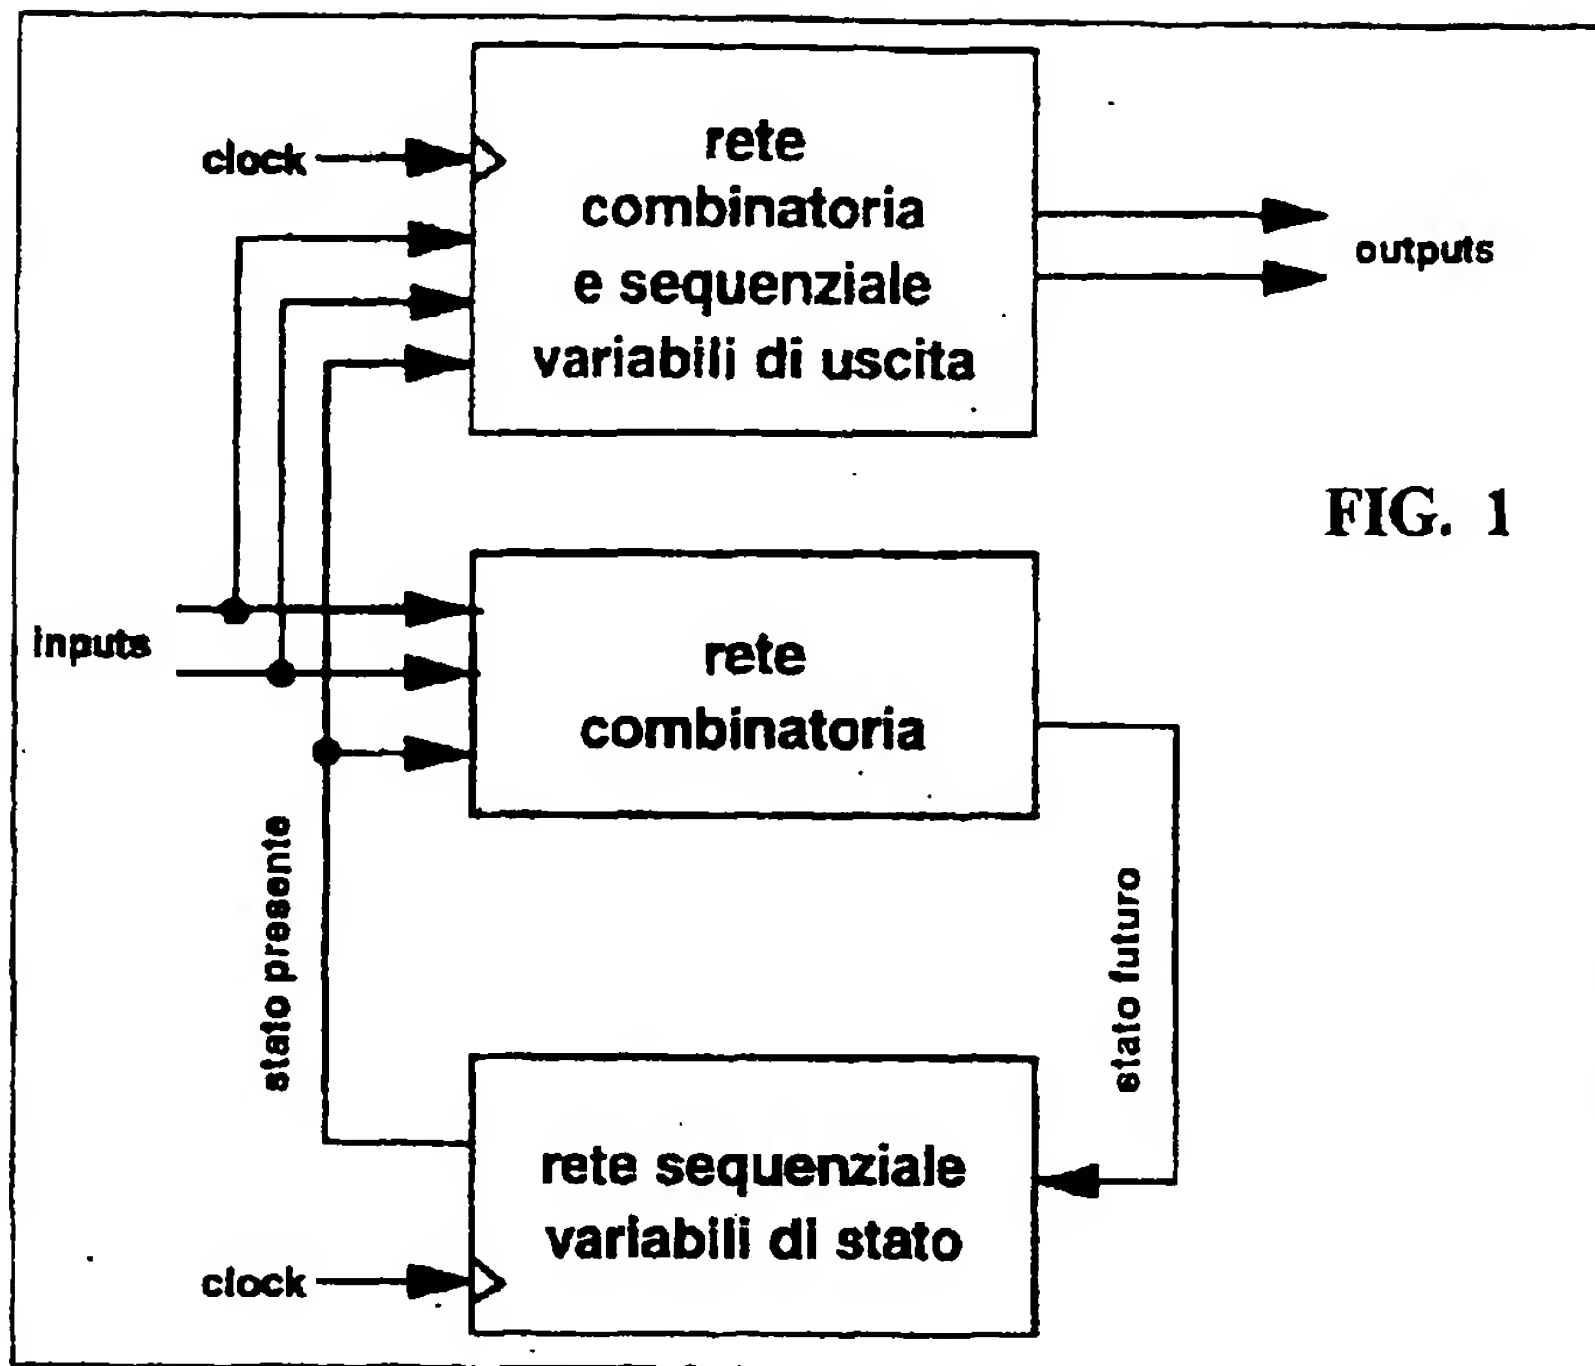 clock
rete
combinatoria
e sequenziale
variabili di uscita
outputs
FIG. 1
inputs
rete
combinatoria
stato presente
stato futuro
rete sequenziale
variabili di stato
clock